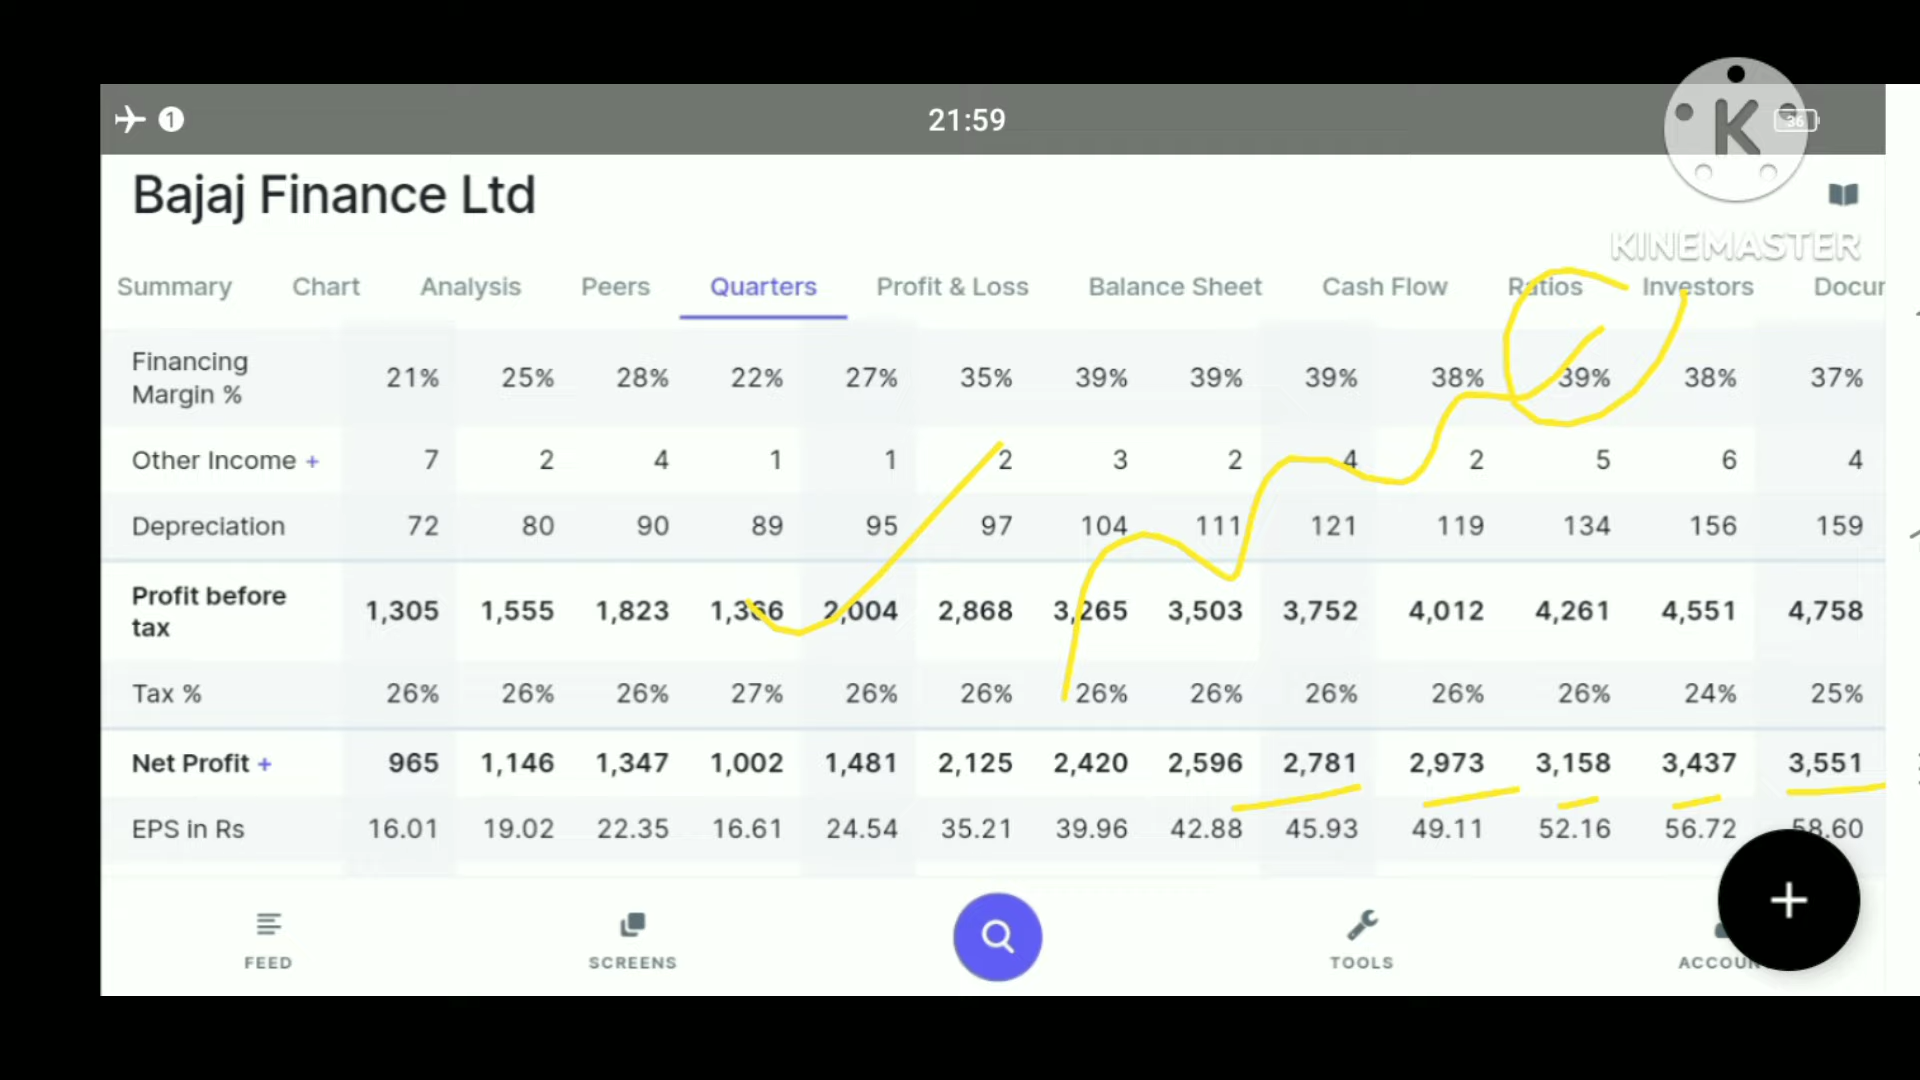 1 21:59 36
K
KINEMASTER
Bajaj Finance Ltd
Summary Chart Analysis Peers Quarters Profit & Loss Balance Sheet Cash Flow Ratios Investors Docur
Financing Margin % 21% 25% 28% 22% 27% 35% 39% 39% 39% 38% 39% 38% 37%
Other Income + 7 2 4 1 1 2 3 2 4 2 5 6 4
Depreciation 72 80 90 89 95 97 104 111 121 119 134 156 159
Profit before tax 1,305 1,555 1,823 1,366 2,004 2,868 3,265 3,503 3,752 4,012 4,261 4,551 4,758
Tax % 26% 26% 26% 27% 26% 26% 26% 26% 26% 26% 26% 24% 25%
Net Profit + 965 1,146 1,347 1,002 1,481 2,125 2,420 2,596 2,781 2,973 3,158 3,437 3,551
EPS in Rs 16.01 19.02 22.35 16.61 24.54 35.21 39.96 42.88 45.93 49.11 52.16 56.72 58.60
FEED SCREENS TOOLS ACCOUN